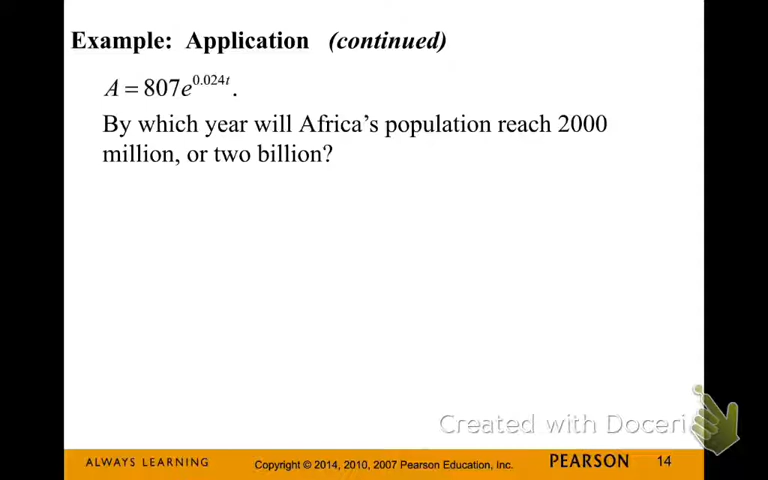 Example: Application (continued)
A = 807e^{0.024t}.
By which year will Africa's population reach 2000
million, or two billion?
Created with Doceri
ALWAYS LEARNING
Copyright © 2014, 2010, 2007 Pearson Education, Inc.
PEARSON
14